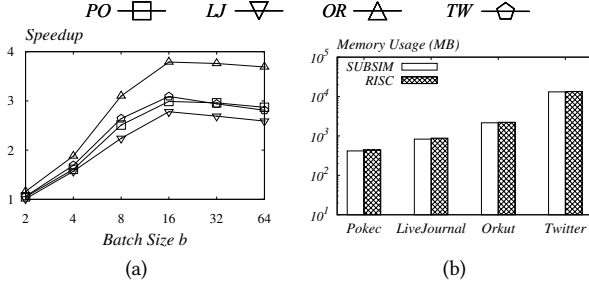 PO LJ OR TW
Speedup
4
3
2
1
2 4 8 16 32 64
Batch Size b
(a)
Memory Usage (MB)
SUBSIM
RISC
10^5
10^4
10^3
10^2
10^1
Pokec LiveJournal Orkut Twitter
(b)